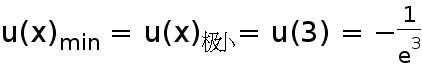 u(x)min = u(x)极小 = u(3) = −1/e³